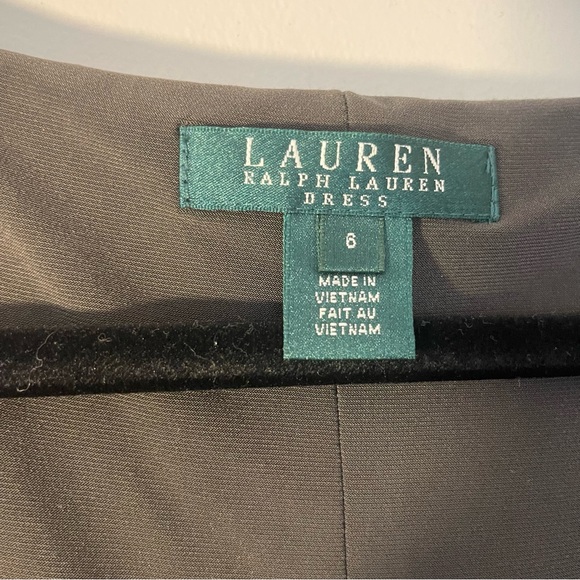 LAUREN
RALPH LAUREN
DRESS
6
MADE IN
VIETNAM
FAIT AU
VIETNAM